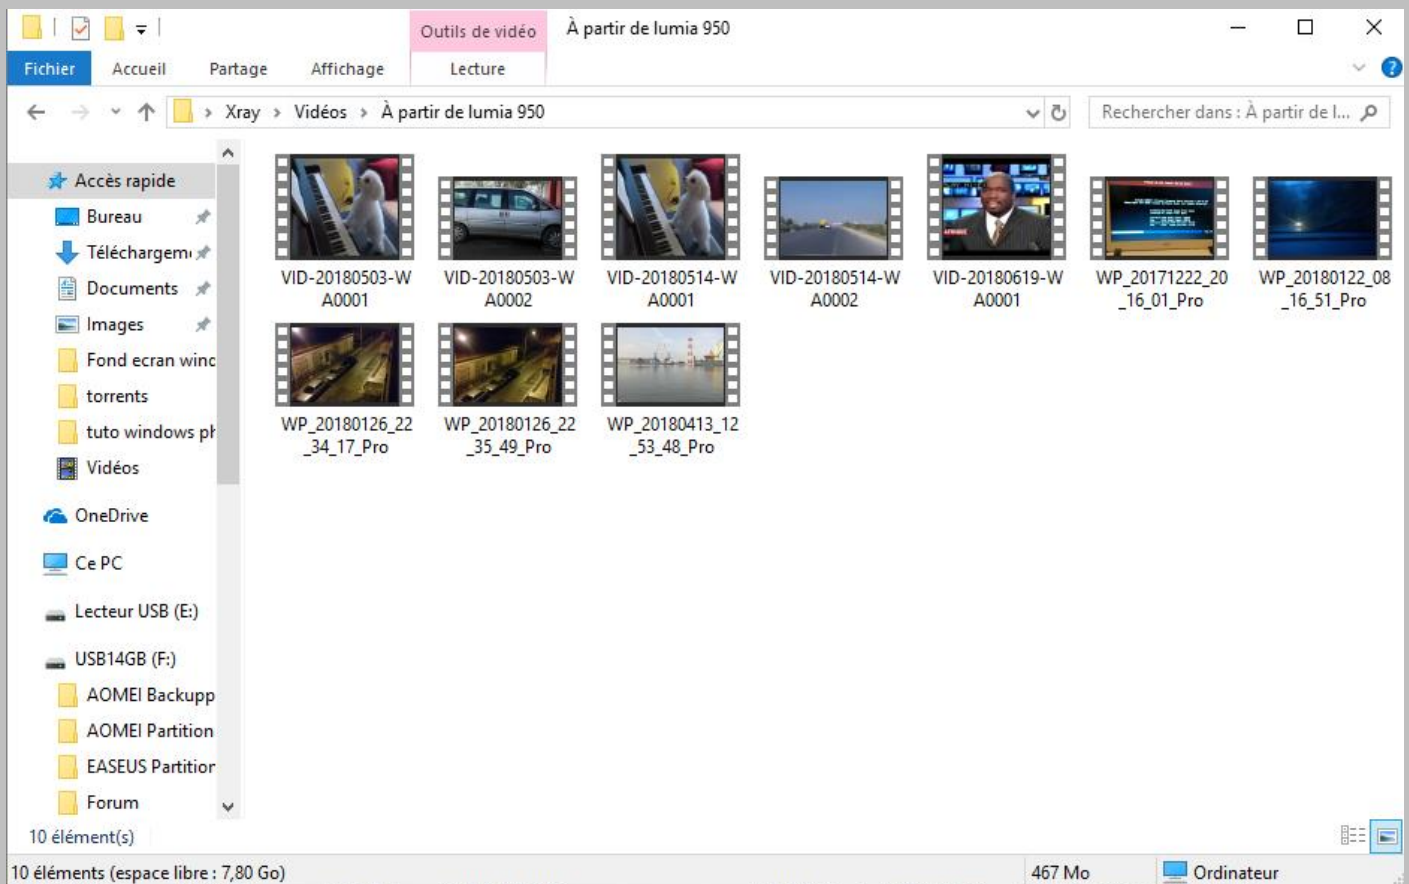 Outils de vidéo
À partir de lumia 950
Fichier
Accueil
Partage
Affichage
Lecture
?
Xray > Vidéos > À partir de lumia 950
Rechercher dans : À partir de l...
Accès rapide
Bureau
Téléchargem
Documents
Images
Fond ecran winc
torrents
tuto windows ph
Vidéos
OneDrive
Ce PC
Lecteur USB (E:)
USB14GB (F:)
AOMEI Backupp
AOMEI Partition
EASEUS Partition
Forum
VID-20180503-W
A0001
VID-20180503-W
A0002
VID-20180514-W
A0001
VID-20180514-W
A0002
VID-20180619-W
A0001
WP_20171222_20
_16_01_Pro
WP_20180122_08
_16_51_Pro
WP_20180126_22
_34_17_Pro
WP_20180126_22
_35_49_Pro
WP_20180413_12
_53_48_Pro
10 élément(s)
10 éléments (espace libre : 7,80 Go)
467 Mo
Ordinateur